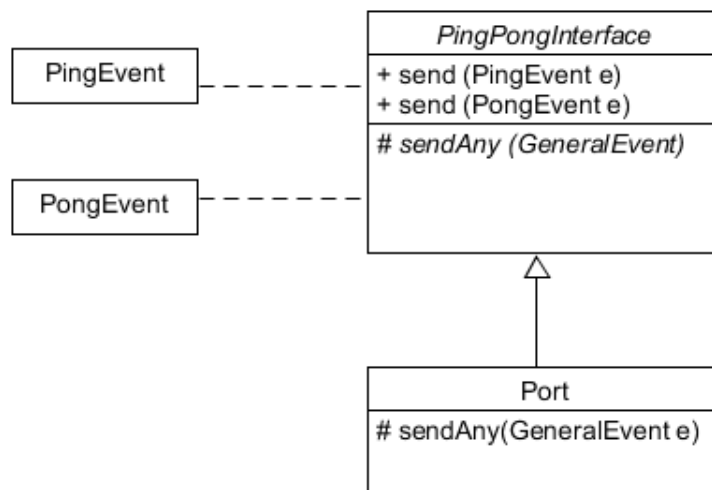 PingPongInterface
PingEvent
+ send (PingEvent e)
+ send (PongEvent e)
# sendAny (GeneralEvent)
PongEvent
Port
# sendAny(GeneralEvent e)